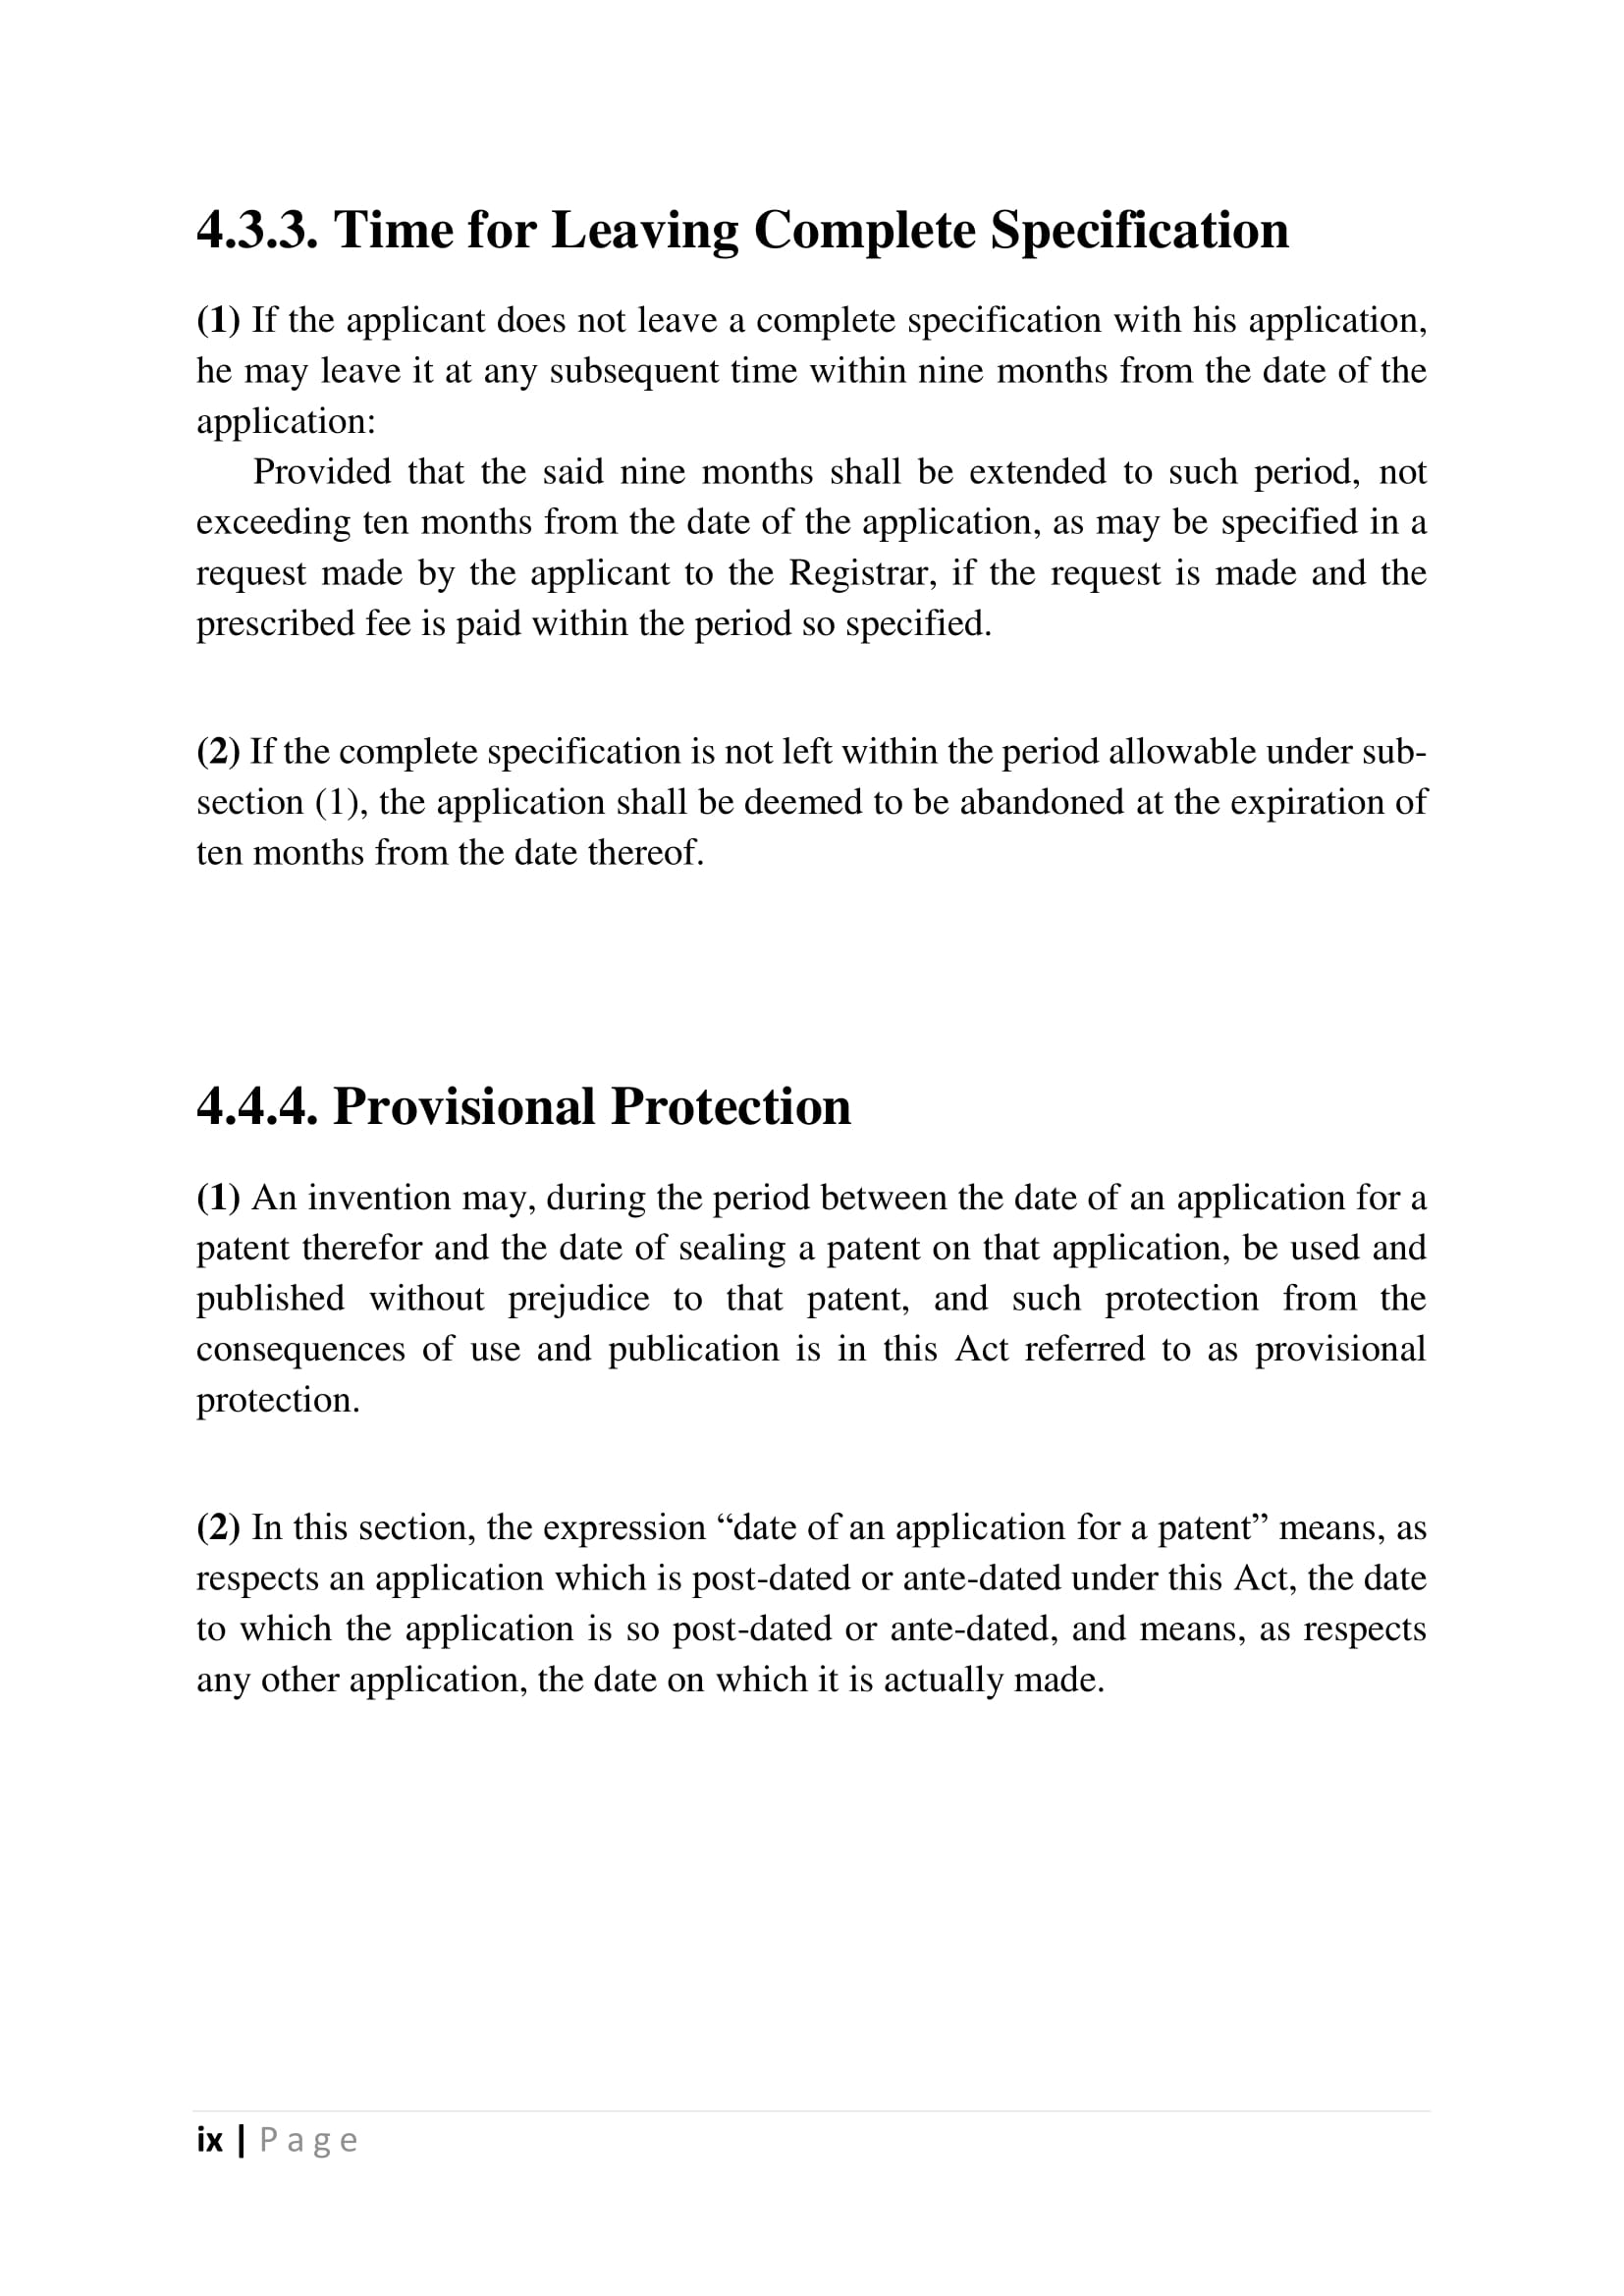 4.3.3. Time for Leaving Complete Specification
(1) If the applicant does not leave a complete specification with his application,
he may leave it at any subsequent time within nine months from the date of the
application:
Provided that the said nine months shall be extended to such period, not
exceeding ten months from the date of the application, as may be specified in a
request made by the applicant to the Registrar, if the request is made and the
prescribed fee is paid within the period so specified.
(2) If the complete specification is not left within the period allowable under sub-
section (1), the application shall be deemed to be abandoned at the expiration of
ten months from the date thereof.
4.4.4. Provisional Protection
(1) An invention may, during the period between the date of an application for a
patent therefor and the date of sealing a patent on that application, be used and
published without prejudice to that patent, and such protection from the
consequences of use and publication is in this Act referred to as provisional
protection.
(2) In this section, the expression “date of an application for a patent” means, as
respects an application which is post-dated or ante-dated under this Act, the date
to which the application is so post-dated or ante-dated, and means, as respects
any other application, the date on which it is actually made.
ix | Page